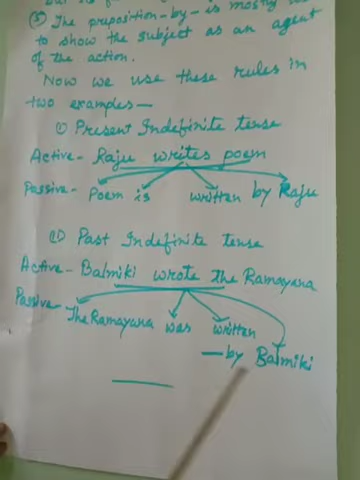 ③ The preposition-by-is mostly
to show the subject as an agent
of the action.
Now we use these rules in
two examples—
① Present Indefinite tense
Active- Raju writes poem
Passive- Poem is written by Raju
② Past Indefinite tense
Active- Balmiki wrote the Ramayana
Passive- The Ramayana was written
— by Balmiki